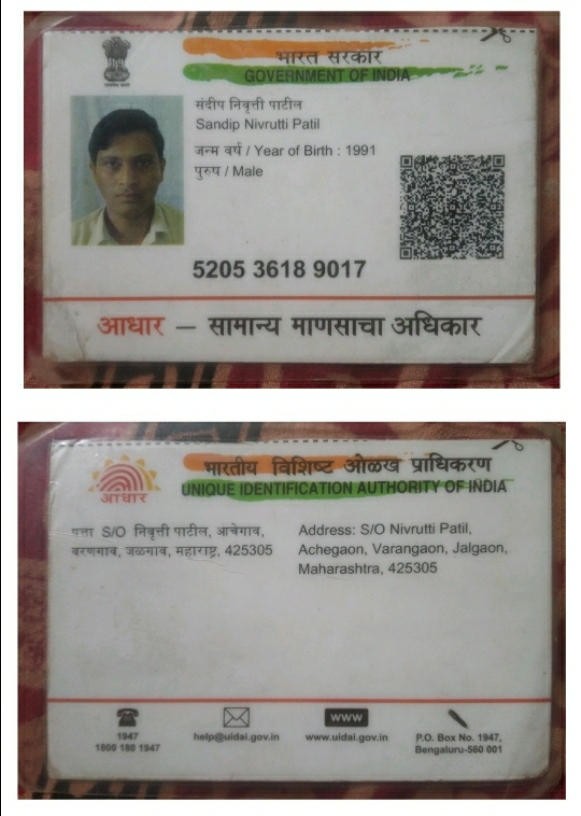 भारत सरकार
GOVERNMENT OF INDIA
संदीप निवृत्ती पाटील
Sandip Nivrutti Patil
जन्म वर्ष / Year of Birth : 1991
पुरुष / Male
5205 3618 9017
आधार – सामान्य माणसाचा अधिकार
भारतीय विशिष्ट ओळख प्राधिकरण
UNIQUE IDENTIFICATION AUTHORITY OF INDIA
आधार
पत्ता S/O निवृत्ती पाटील, आचेगाव,
वरणगाव, जळगाव, महाराष्ट्र, 425305
Address: S/O Nivrutti Patil,
Achegaon, Varangaon, Jalgaon,
Maharashtra, 425305
1947
1800 180 1947
help@uidai.gov.in
www
www.uidai.gov.in
P.O. Box No. 1947,
Bengaluru-560 001